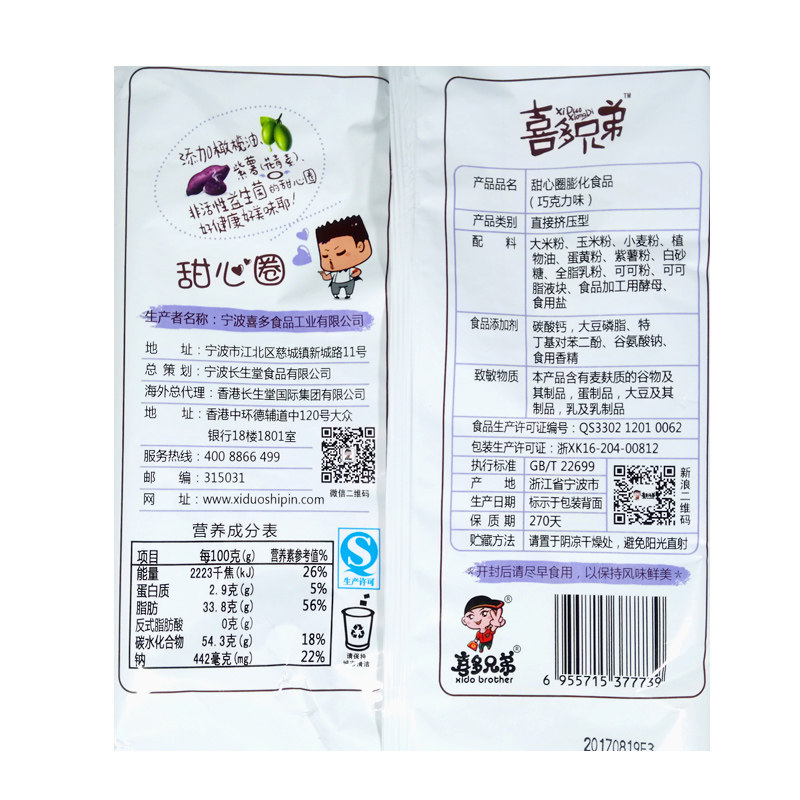 添加橄榄油、
紫薯(花青素)
非活性益生菌的甜心圈
好健康好美味耶!
甜心圈
生产者名称:宁波喜多食品工业有限公司
地 址:宁波市江北区慈城镇新城路11号
总 策 划:宁波长生堂食品有限公司
海外总代理:香港长生堂国际集团有限公司
地 址:香港中环德辅道中120号大众
银行18楼1801室
服务热线:400 8866 499
邮 编:315031
网 址:www.xiduoshipin.com
微信二维码
营养成分表
项目 每100克(g) 营养素参考值%
能量 2223千焦(kJ) 26%
蛋白质 2.9克(g) 5%
脂肪 33.8克(g) 56%
反式脂肪酸 0克(g)
碳水化合物 54.3克(g) 18%
钠 442毫克(mg) 22%
生产许可
请保持
Xi Duo
XiongDi
喜多兄弟
TM
产品品名 甜心圈膨化食品
(巧克力味)
产品类别 直接挤压型
配 料 大米粉、玉米粉、小麦粉、植
物油、蛋黄粉、紫薯粉、白砂
糖、全脂乳粉、可可粉、可可
脂液块、食品加工用酵母、
食用盐
食品添加剂 碳酸钙,大豆磷脂、特
丁基对苯二酚、谷氨酸钠、
食用香精
致敏物质 本产品含有麦麸质的谷物及
其制品,蛋制品,大豆及其
制品,乳及乳制品
食品生产许可证编号:QS3302 1201 0062
包装生产许可证:浙XK16-204-00812
执行标准 GB/T 22699
产 地 浙江省宁波市
生产日期 标示于包装背面
保 质 期 270天
新浪二维码
贮藏方法 请置于阴凉干燥处,避免阳光直射
★开封后请尽早食用,以保持风味鲜美★
喜多兄弟
®
xido brother
6 955715 377739
20170819F3